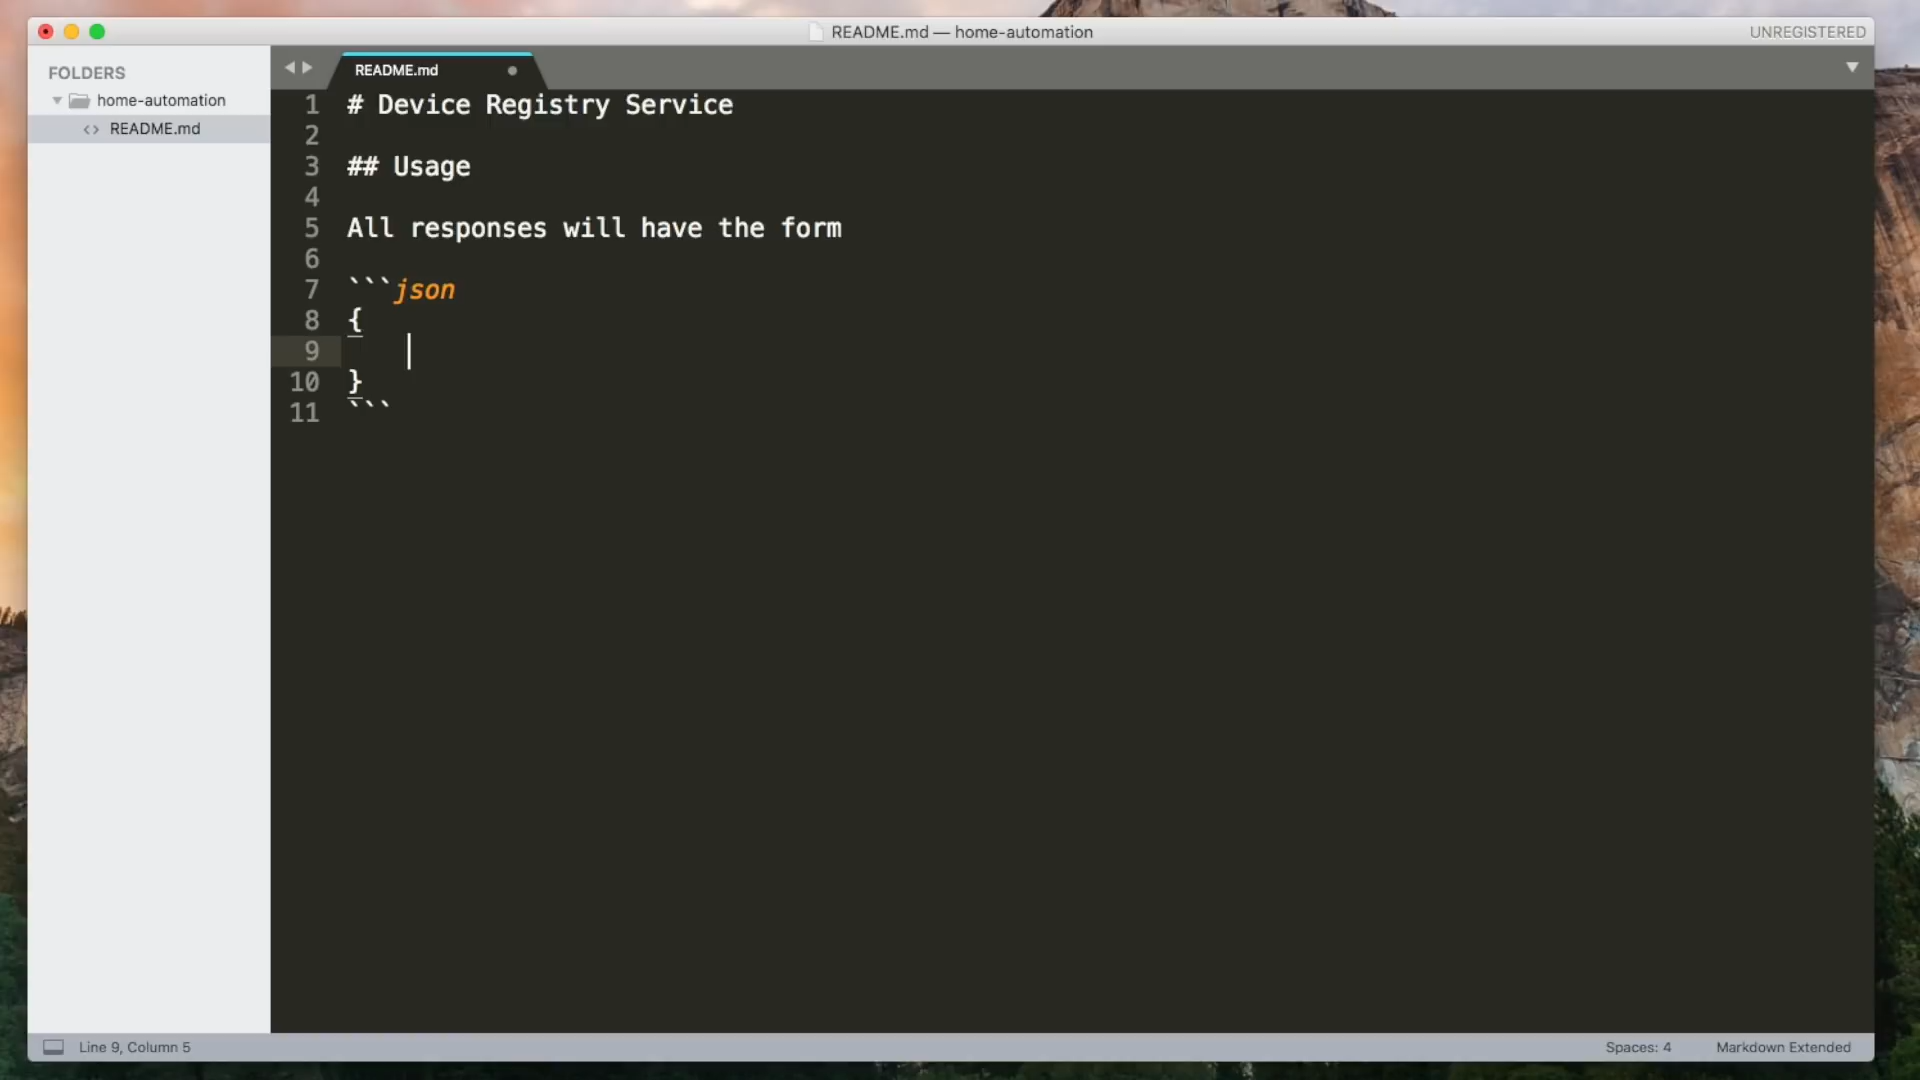 README.md — home-automation
UNREGISTERED
FOLDERS
home-automation
<> README.md
README.md
1 # Device Registry Service
2
3 ## Usage
4
5 All responses will have the form
6
7 ```json
8 {
9
10 }
11 ```
Line 9, Column 5
Spaces: 4
Markdown Extended